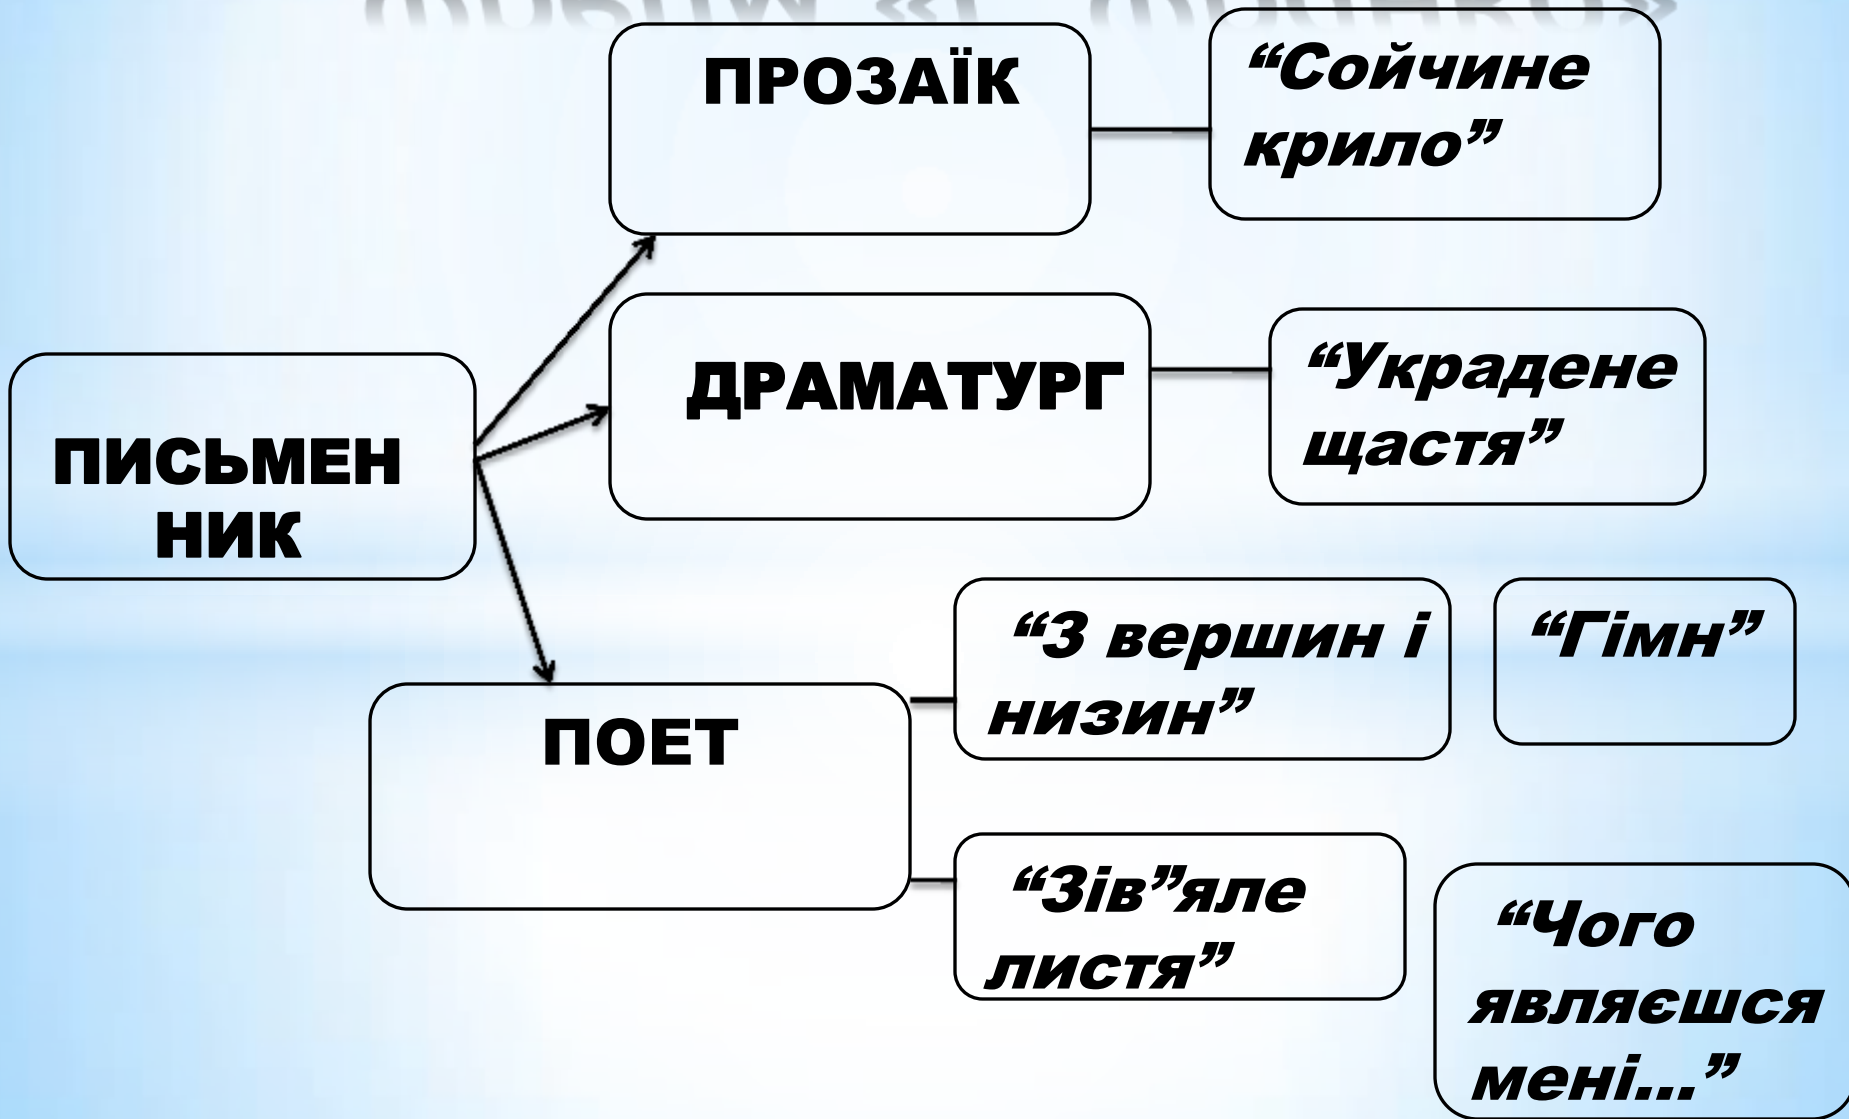 ПРОЗАЇК
“Сойчине
крило”
ДРАМАТУРГ
“Украдене
щастя”
ПИСЬМЕН
НИК
“З вершин і
низин”
“Гімн”
ПОЕТ
“Зів”яле
листя”
“Чого
являєшся
мені...”